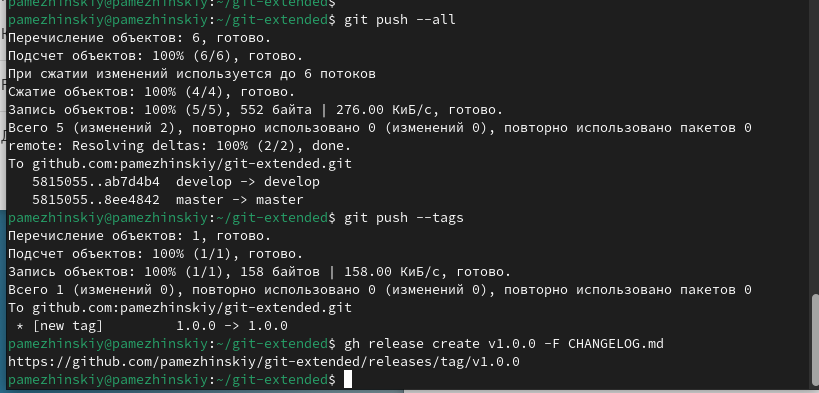 pamezhinskiy@pamezhinskiy:~/git-extended$
pamezhinskiy@pamezhinskiy:~/git-extended$ git push --all
Перечисление объектов: 6, готово.
Подсчет объектов: 100% (6/6), готово.
При сжатии изменений используется до 6 потоков
Сжатие объектов: 100% (4/4), готово.
Запись объектов: 100% (5/5), 552 байта | 276.00 КиБ/с, готово.
Всего 5 (изменений 2), повторно использовано 0 (изменений 0), повторно использовано пакетов 0
remote: Resolving deltas: 100% (2/2), done.
To github.com:pamezhinskiy/git-extended.git
   5815055..ab7d4b4  develop -> develop
   5815055..8ee4842  master -> master
pamezhinskiy@pamezhinskiy:~/git-extended$ git push --tags
Перечисление объектов: 1, готово.
Подсчет объектов: 100% (1/1), готово.
Запись объектов: 100% (1/1), 158 байтов | 158.00 КиБ/с, готово.
Всего 1 (изменений 0), повторно использовано 0 (изменений 0), повторно использовано пакетов 0
To github.com:pamezhinskiy/git-extended.git
 * [new tag]         1.0.0 -> 1.0.0
pamezhinskiy@pamezhinskiy:~/git-extended$ gh release create v1.0.0 -F CHANGELOG.md
https://github.com/pamezhinskiy/git-extended/releases/tag/v1.0.0
pamezhinskiy@pamezhinskiy:~/git-extended$